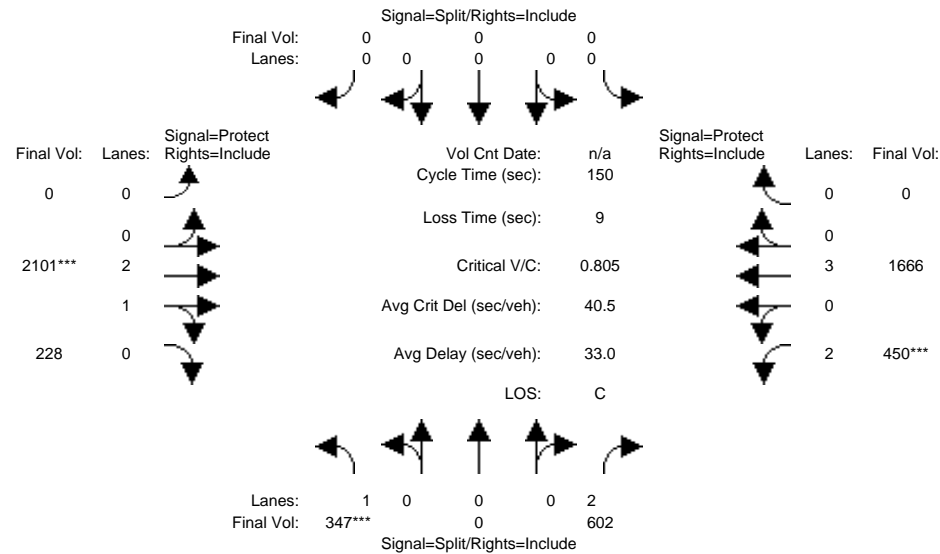 Signal=Split/Rights=Include
Final Vol: 0 0 0
Lanes: 0 0 0 0 0
Signal=Protect Signal=Protect
Final Vol: Lanes: Rights=Include Vol Cnt Date: n/a Rights=Include Lanes: Final Vol:
Cycle Time (sec): 150
0 0 0 0
Loss Time (sec): 9
0 0
2101*** 2 Critical V/C: 0.805 3 1666
1 Avg Crit Del (sec/veh): 40.5 0
228 0 Avg Delay (sec/veh): 33.0 2 450***
LOS: C
Lanes: 1 0 0 0 2
Final Vol: 347*** 0 602
Signal=Split/Rights=Include